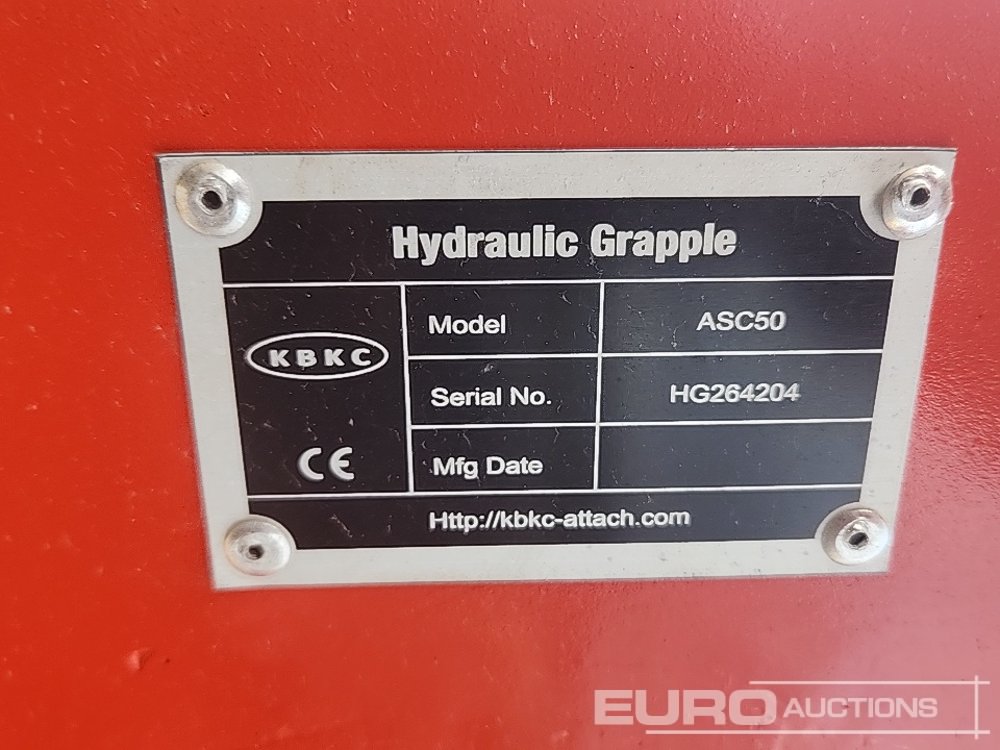 Hydraulic Grapple
KBKC
CE
Model ASC50
Serial No. HG264204
Mfg Date
Http://kbkc-attach.com
EURO AUCTIONS